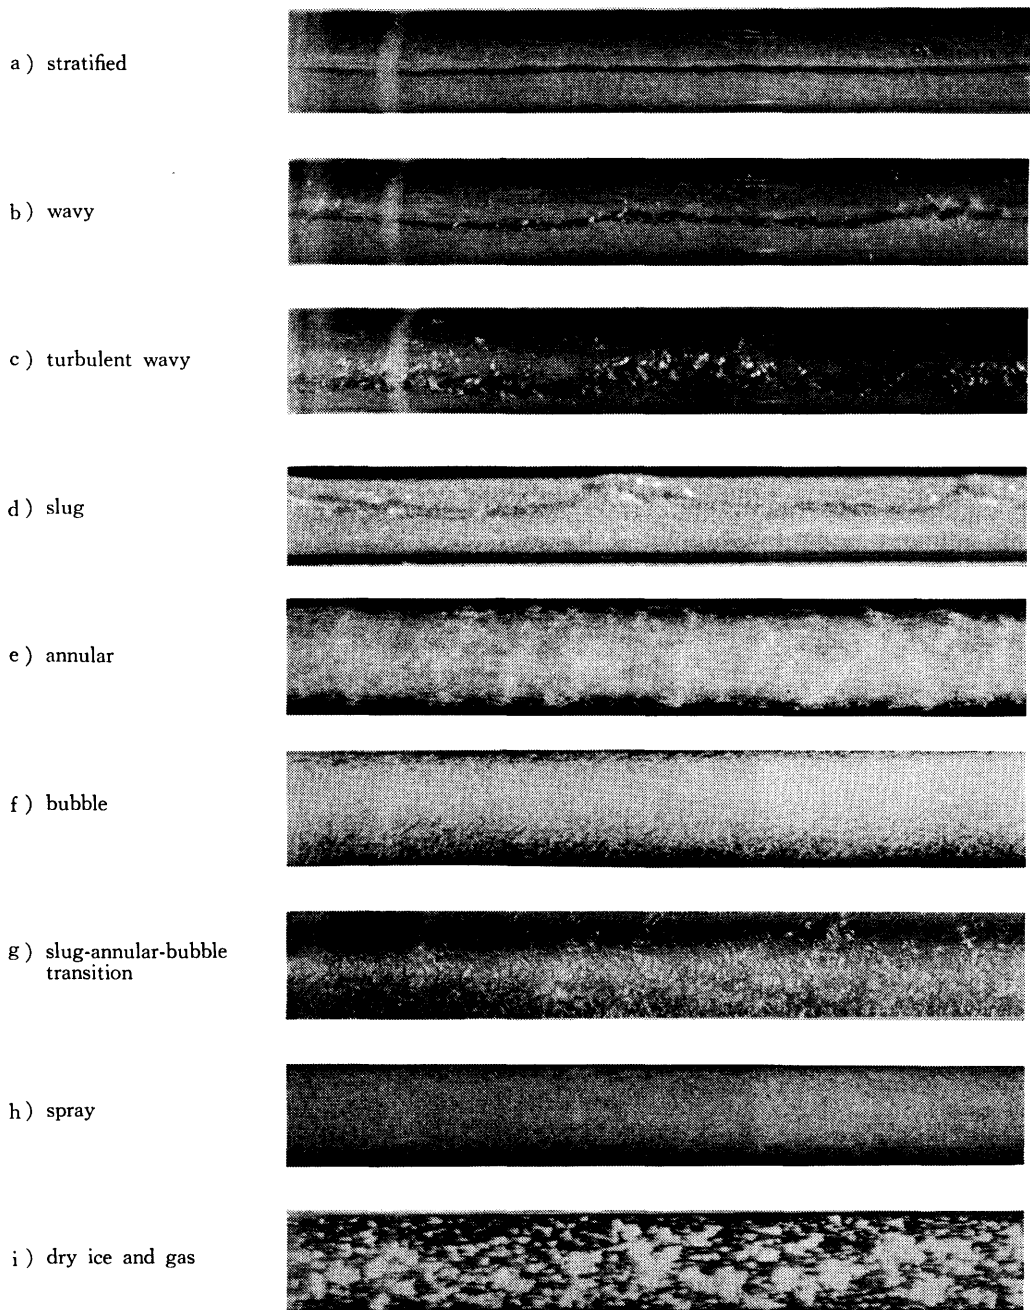 a ) stratified
b ) wavy
c ) turbulent wavy
d ) slug
e ) annular
f ) bubble
g ) slug-annular-bubble
transition
h ) spray
i ) dry ice and gas